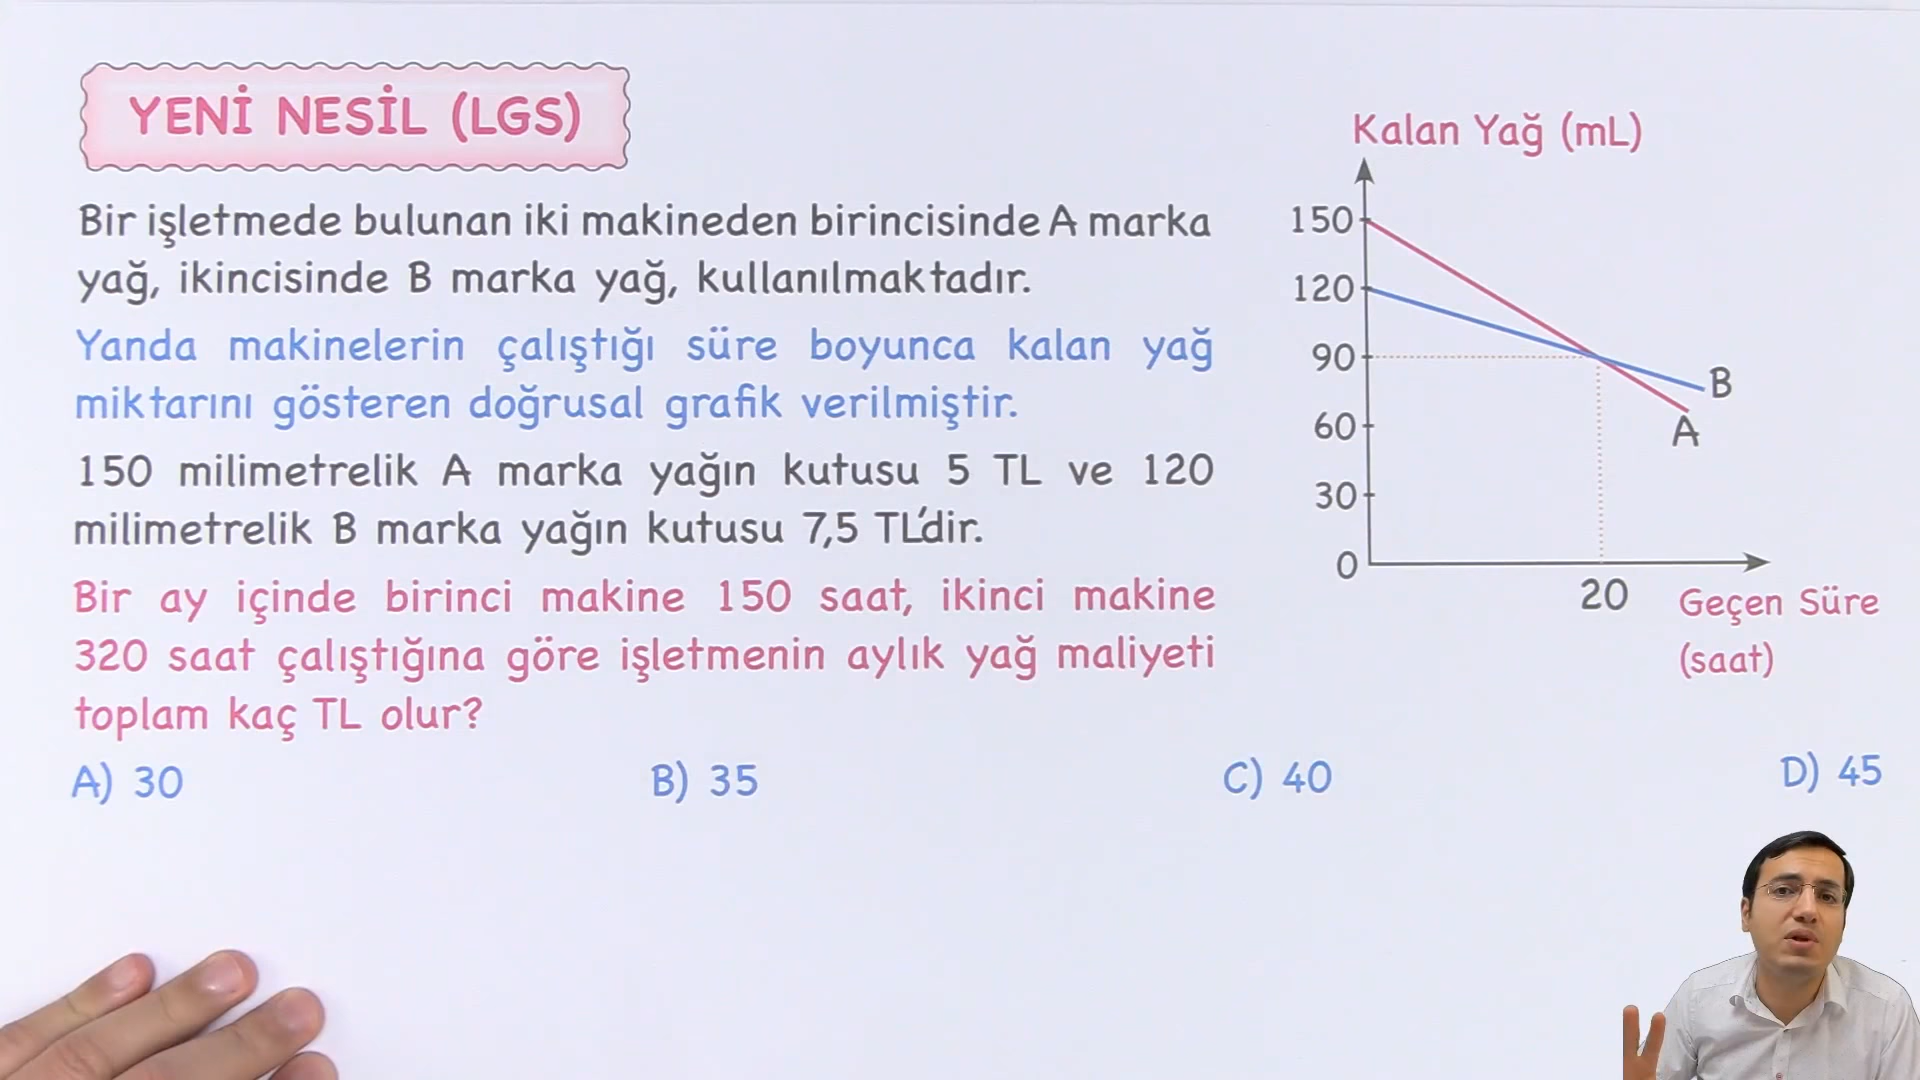 YENİ NESİL (LGS)
Bir işletmede bulunan iki makineden birincisinde A marka
yağ, ikincisinde B marka yağ, kullanılmaktadır.
Yanda makinelerin çalıştığı süre boyunca kalan yağ
miktarını gösteren doğrusal grafik verilmiştir.
150 milimetrelik A marka yağın kutusu 5 TL ve 120
milimetrelik B marka yağın kutusu 7,5 TL'dir.
Bir ay içinde birinci makine 150 saat, ikinci makine
320 saat çalıştığına göre işletmenin aylık yağ maliyeti
toplam kaç TL olur?
A) 30
B) 35
C) 40
D) 45
Kalan Yağ (mL)
150
120
90
60
30
0
B
A
20
Geçen Süre
(saat)